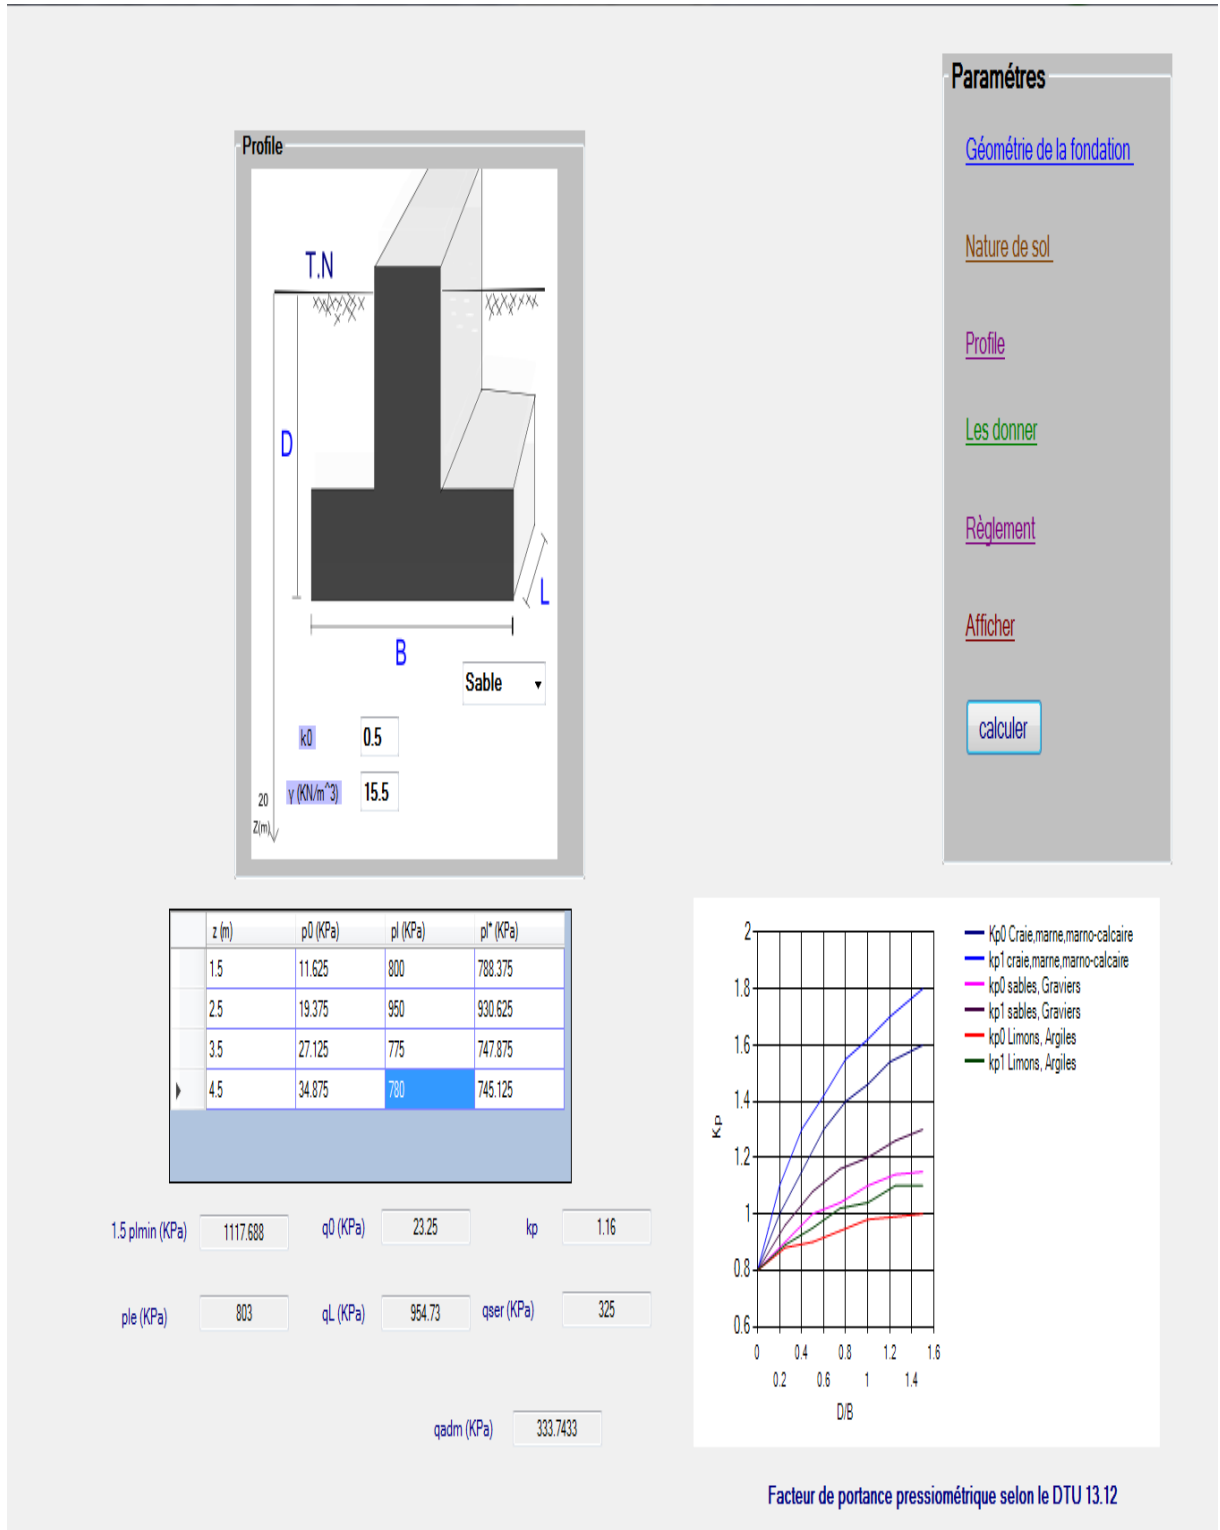 Paramétres
Géométrie de la fondation
Nature de sol
Profile
Les donner
Règlement
Afficher
calculer
Profile
T.N
D
L
B
Sable
k0 0.5
γ (KN/m^3) 15.5
20
Z(m)
z (m) p0 (KPa) pl (KPa) pl* (KPa)
1.5 11.625 800 788.375
2.5 19.375 950 930.625
3.5 27.125 775 747.875
4.5 34.875 780 745.125
1.5 plmin (KPa) 1117.688 q0 (KPa) 23.25 kp 1.16
ple (KPa) 803 qL (KPa) 954.73 qser (KPa) 325
qadm (KPa) 333.7433
2
1.8
1.6
1.4
1.2
1
0.8
0.6
Kp
0 0.4 0.8 1.2 1.6
0.2 0.6 1 1.4
D/B
Kp0 Craie,marne,marno-calcaire
kp1 craie,marne,marno-calcaire
kp0 sables, Graviers
kp1 sables, Graviers
kp0 Limons, Argiles
kp1 Limons, Argiles
Facteur de portance pressiométrique selon le DTU 13.12